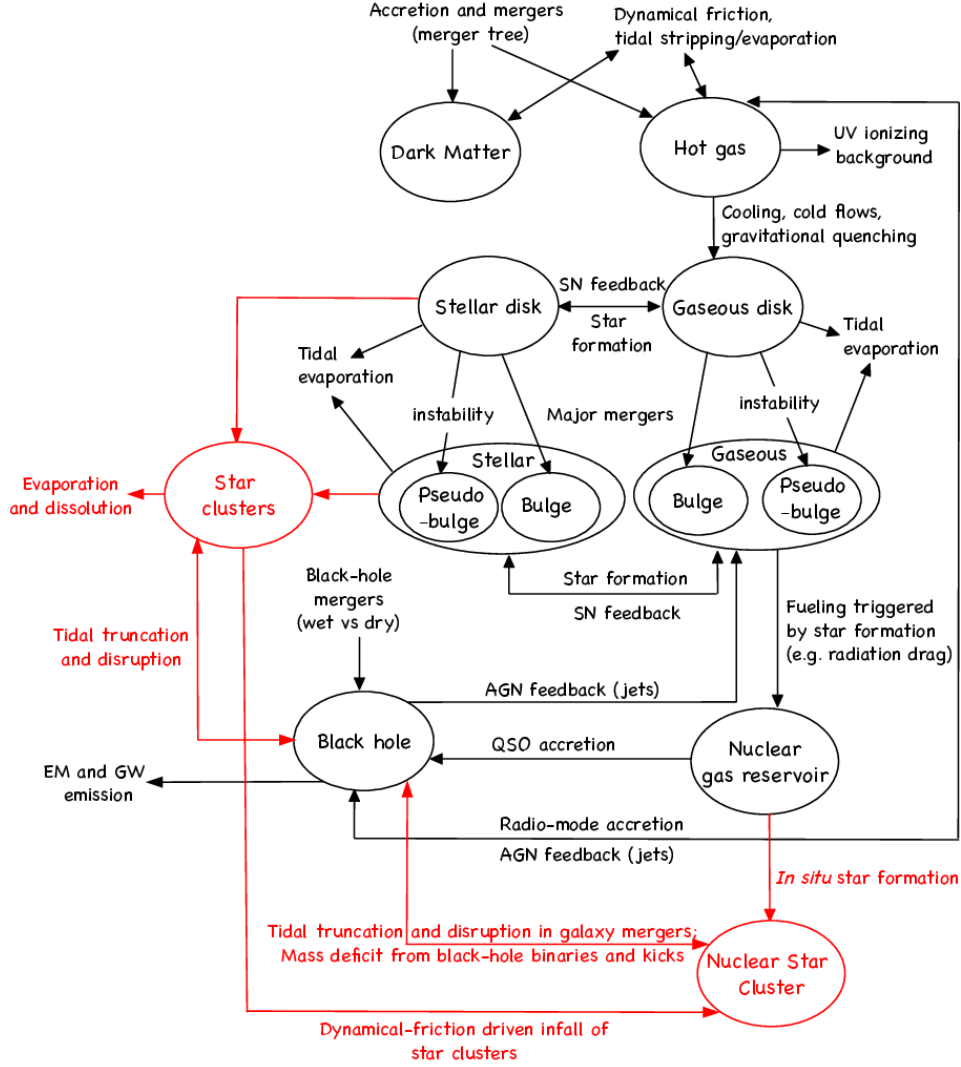 Accretion and mergers
(merger tree)
Dynamical friction,
tidal stripping/evaporation
Dark Matter
Hot gas
UV ionizing
background
Cooling, cold flows,
gravitational quenching
Stellar disk
SN feedback
Star
formation
Gaseous disk
Tidal
evaporation
Tidal
evaporation
instability
Major mergers
instability
Stellar
Pseudo
-bulge
Bulge
Gaseous
Bulge
Pseudo
-bulge
Evaporation
and dissolution
Star
clusters
Black-hole
mergers
(wet vs dry)
Star formation
SN feedback
Fueling triggered
by star formation
(e.g. radiation drag)
Tidal truncation
and disruption
AGN feedback (jets)
Black hole
QSO accretion
Nuclear
gas reservoir
EM and GW
emission
Radio-mode accretion
AGN feedback (jets)
In situ star formation
Tidal truncation and disruption in galaxy mergers;
Mass deficit from black-hole binaries and kicks
Nuclear Star
Cluster
Dynamical-friction driven infall of
star clusters